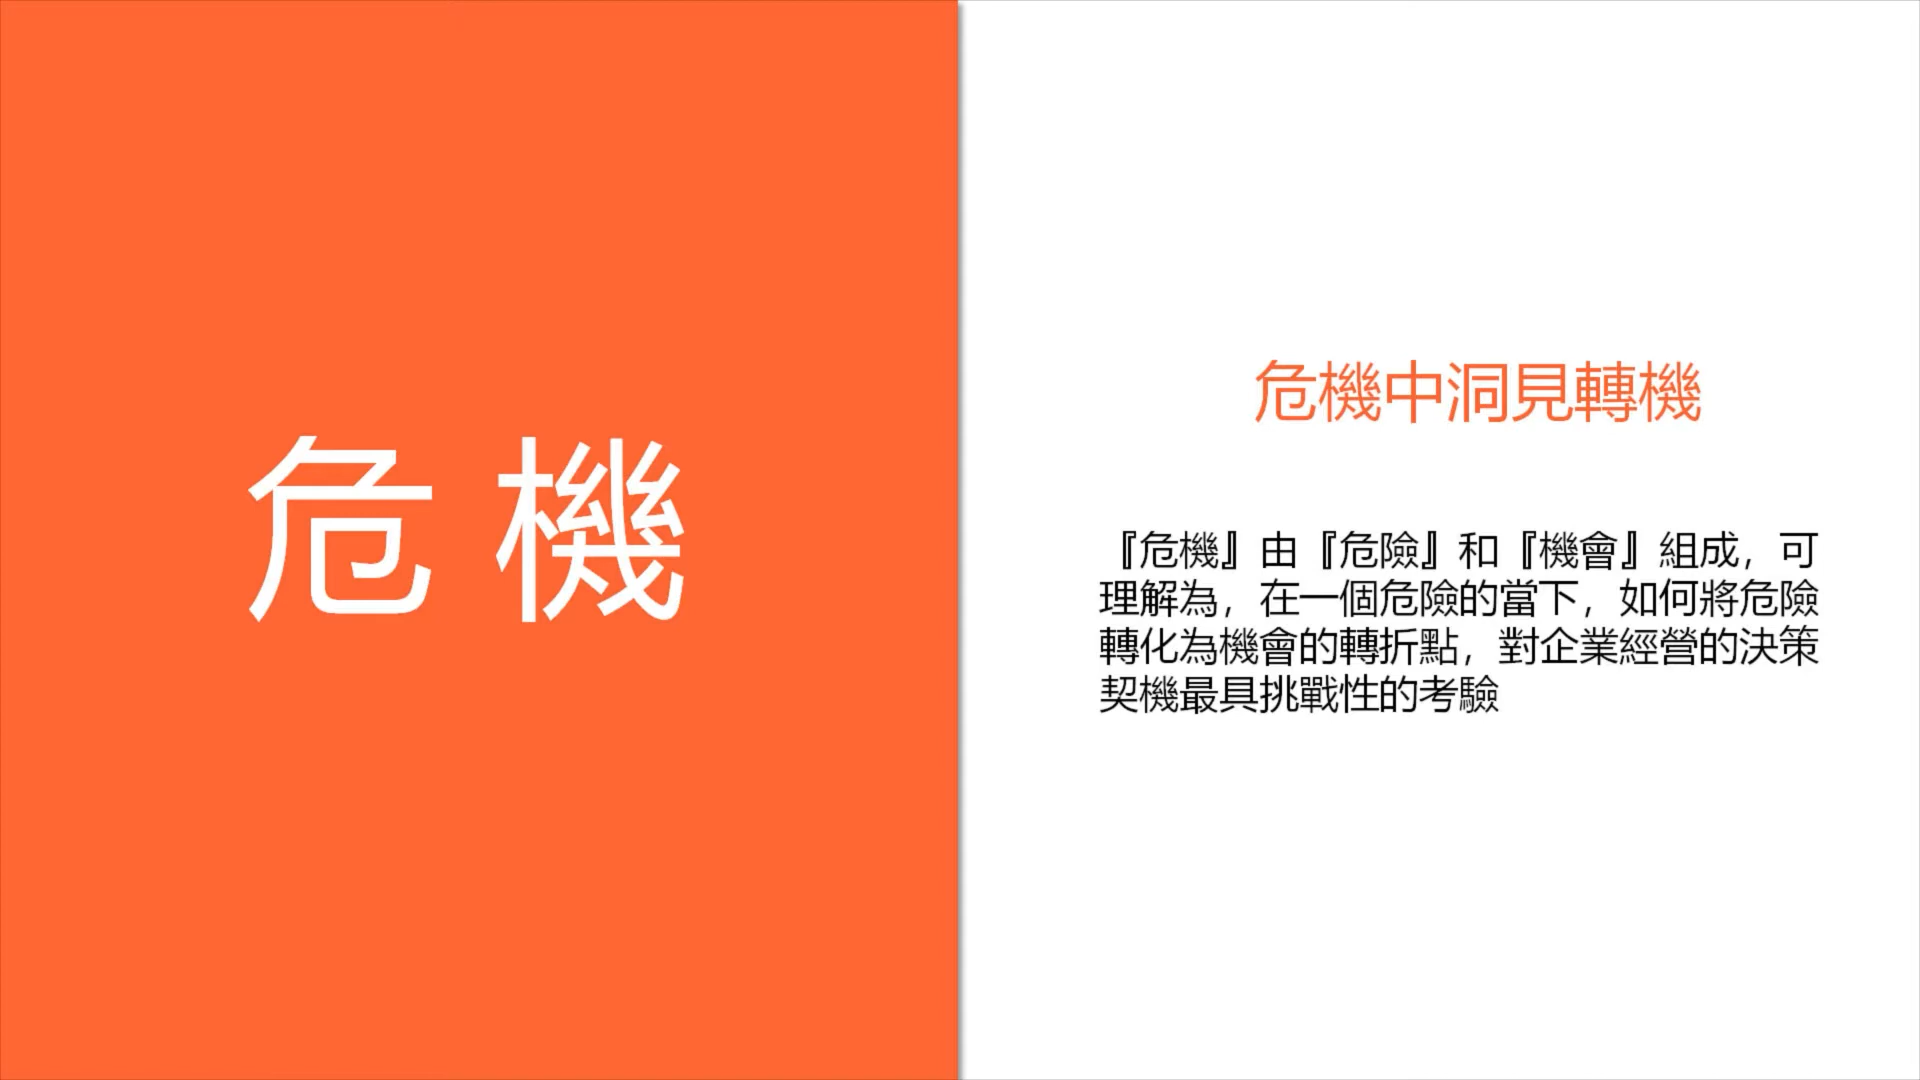 危機
危機中洞見轉機
『危機』由『危險』和『機會』組成，可
理解為，在一個危險的當下，如何將危險
轉化為機會的轉折點，對企業經營的決策
契機最具挑戰性的考驗